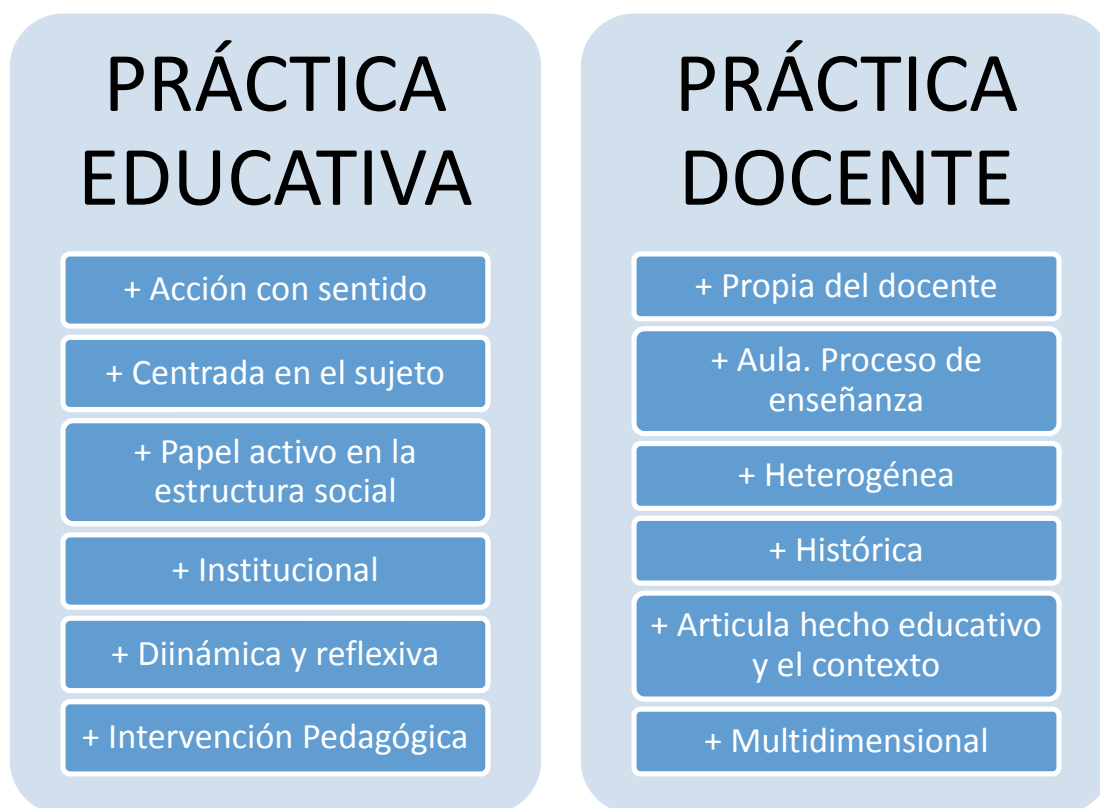 PRÁCTICA
EDUCATIVA
+ Acción con sentido
+ Centrada en el sujeto
+ Papel activo en la
estructura social
+ Institucional
+ Diinámica y reflexiva
+ Intervención Pedagógica
PRÁCTICA
DOCENTE
+ Propia del docente
+ Aula. Proceso de
enseñanza
+ Heterogénea
+ Histórica
+ Articula hecho educativo
y el contexto
+ Multidimensional